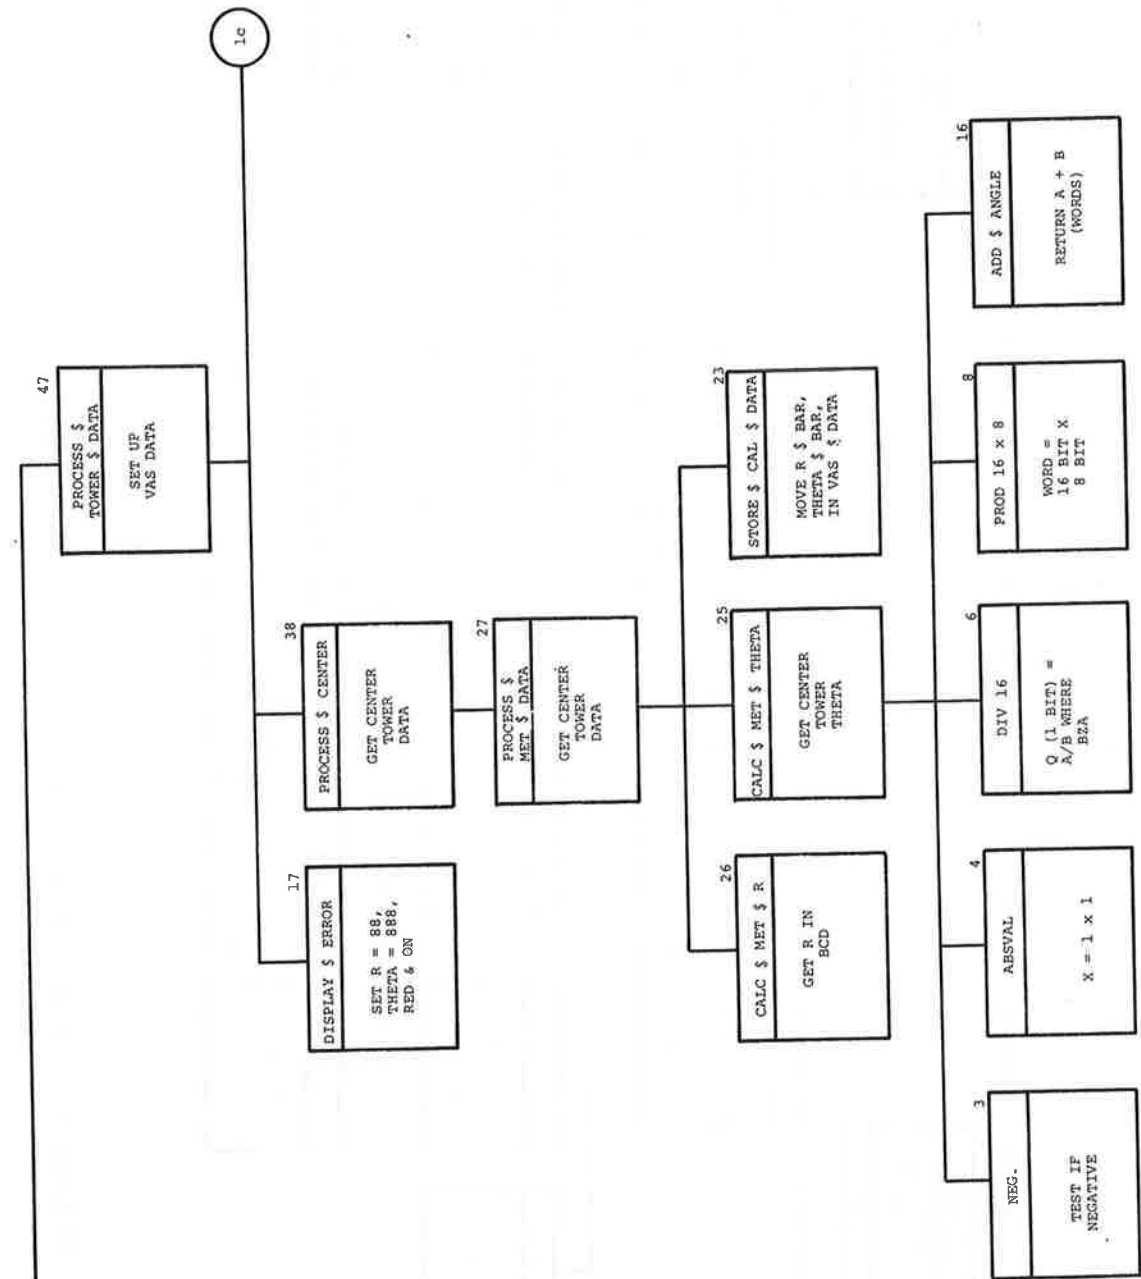 1c
47
PROCESS $
TOWER $ DATA
SET UP
VAS DATA
17
DISPLAY $ ERROR
SET R = 88,
THETA = 888,
RED & ON
38
PROCESS $ CENTER
GET CENTER
TOWER
DATA
27
PROCESS $
MET $ DATA
GET CENTER
TOWER
DATA
26
CALC $ MET $ R
GET R IN
BCD
25
CALC $ MET $ THETA
GET CENTER
TOWER
THETA
23
STORE $ CAL $ DATA
MOVE R $ BAR,
THETA $ BAR,
IN VAS $ DATA
3
NEG.
TEST IF
NEGATIVE
4
ABSVAL
X = 1 x 1
6
DIV 16
Q (1 BIT) =
A/B WHERE
BZA
8
PROD 16 x 8
WORD =
16 BIT X
8 BIT
16
ADD $ ANGLE
RETURN A + B
(WORDS)